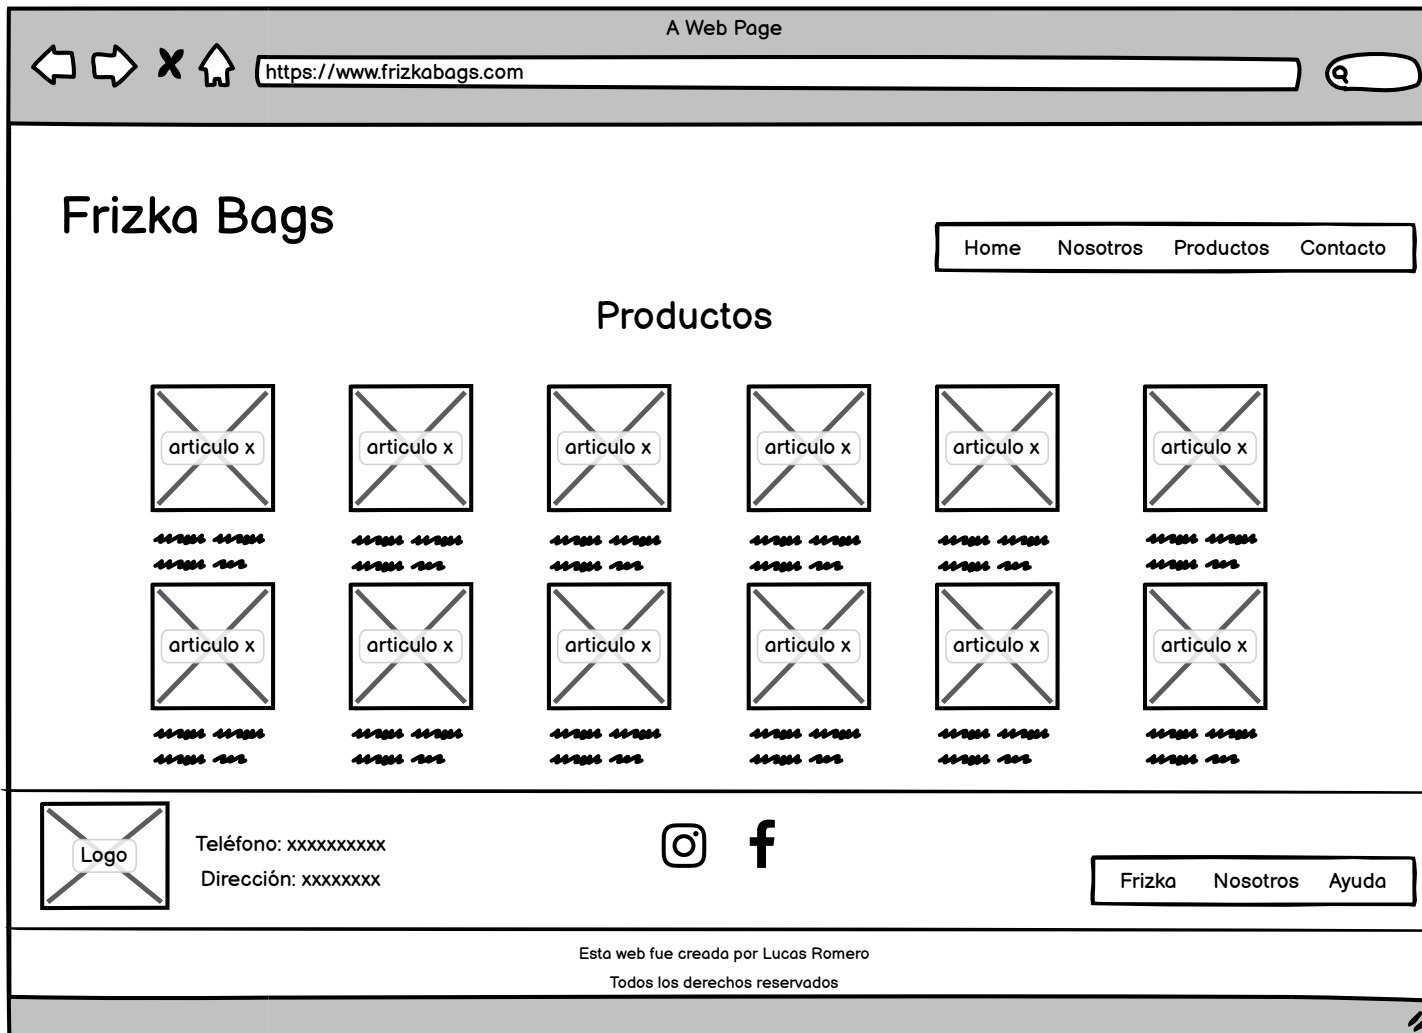 A Web Page
https://www.frizkabags.com
Frizka Bags
Home Nosotros Productos Contacto
Productos
articulo x articulo x articulo x articulo x articulo x articulo x
articulo x articulo x articulo x articulo x articulo x articulo x
Logo
Teléfono: xxxxxxxxxx
Dirección: xxxxxxxx
Frizka Nosotros Ayuda
Esta web fue creada por Lucas Romero
Todos los derechos reservados